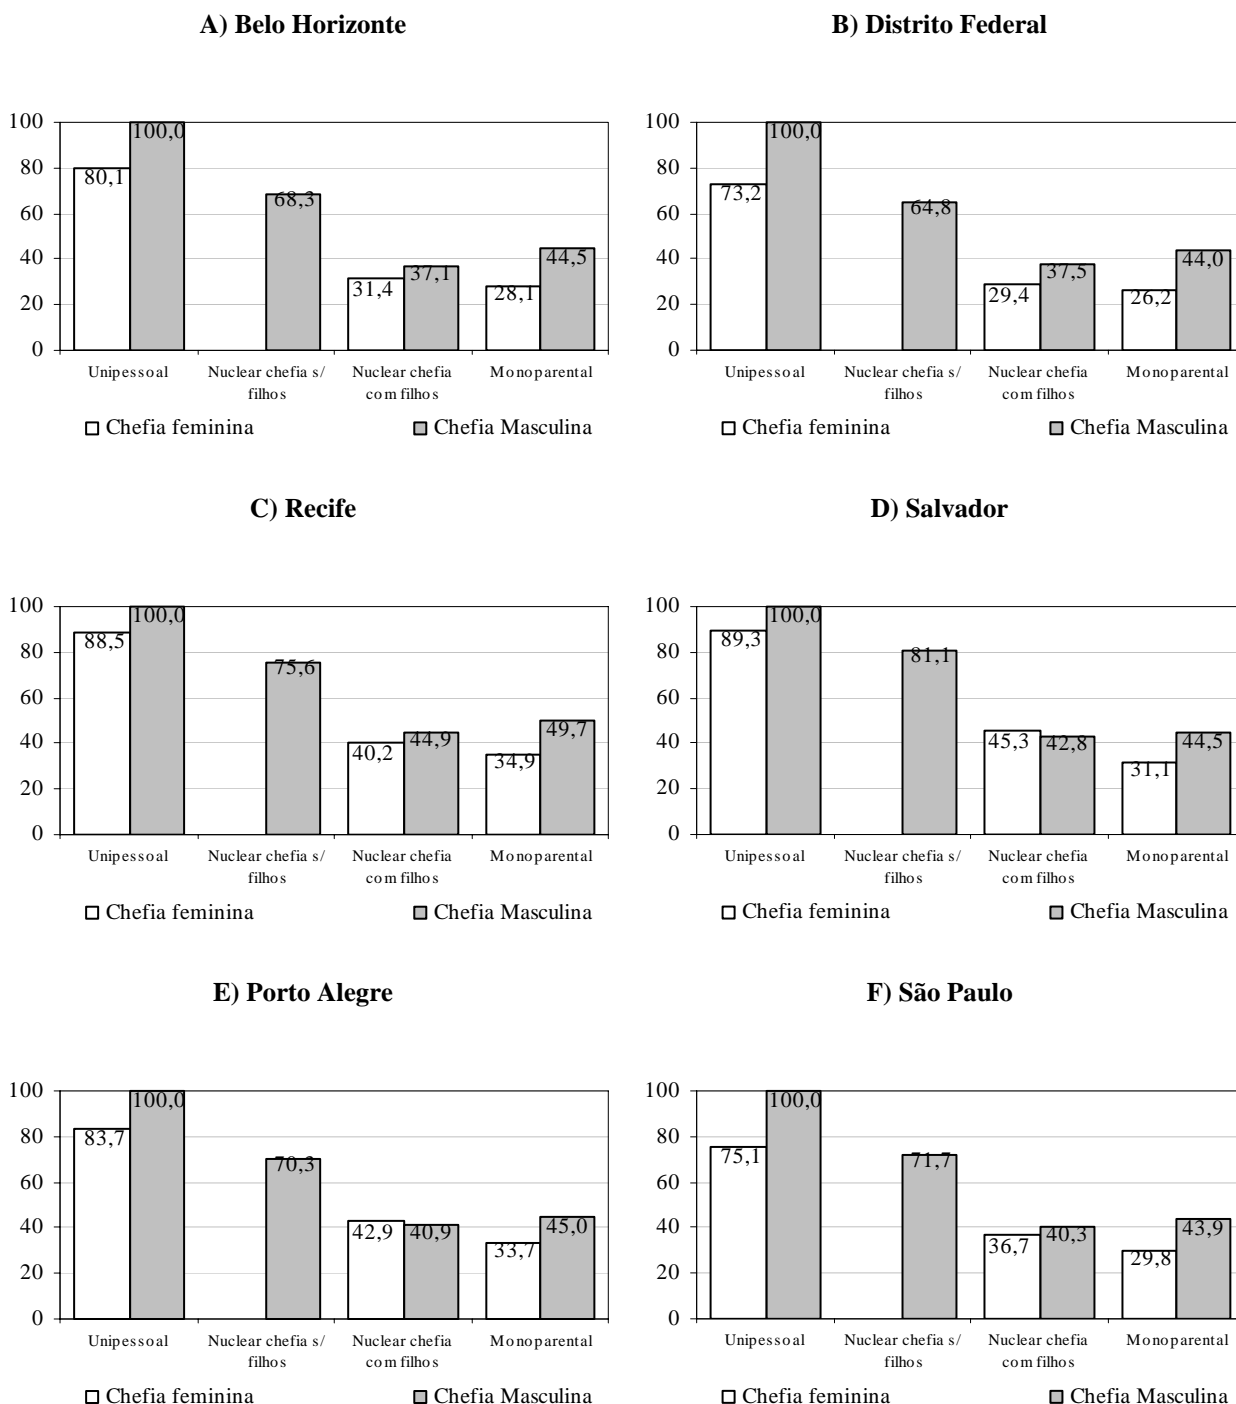 A) Belo Horizonte
100
80
60
40
20
0
80,1
100,0
68,3
31,4
37,1
28,1
44,5
Unipessoal
Nuclear chefia s/
filhos
Nuclear chefia
com filhos
Monoparental
Chefia feminina
Chefia Masculina
B) Distrito Federal
100
80
60
40
20
0
73,2
100,0
64,8
29,4
37,5
26,2
44,0
Unipessoal
Nuclear chefia s/
filhos
Nuclear chefia
com filhos
Monoparental
Chefia feminina
Chefia Masculina
C) Recife
100
80
60
40
20
0
88,5
100,0
75,6
40,2
44,9
34,9
49,7
Unipessoal
Nuclear chefia s/
filhos
Nuclear chefia
com filhos
Monoparental
Chefia feminina
Chefia Masculina
D) Salvador
100
80
60
40
20
0
89,3
100,0
81,1
45,3
42,8
31,1
44,5
Unipessoal
Nuclear chefia s/
filhos
Nuclear chefia
com filhos
Monoparental
Chefia feminina
Chefia Masculina
E) Porto Alegre
100
80
60
40
20
0
83,7
100,0
70,3
42,9
40,9
33,7
45,0
Unipessoal
Nuclear chefia s/
filhos
Nuclear chefia
com filhos
Monoparental
Chefia feminina
Chefia Masculina
F) São Paulo
100
80
60
40
20
0
75,1
100,0
71,7
36,7
40,3
29,8
43,9
Unipessoal
Nuclear chefia s/
filhos
Nuclear chefia
com filhos
Monoparental
Chefia feminina
Chefia Masculina